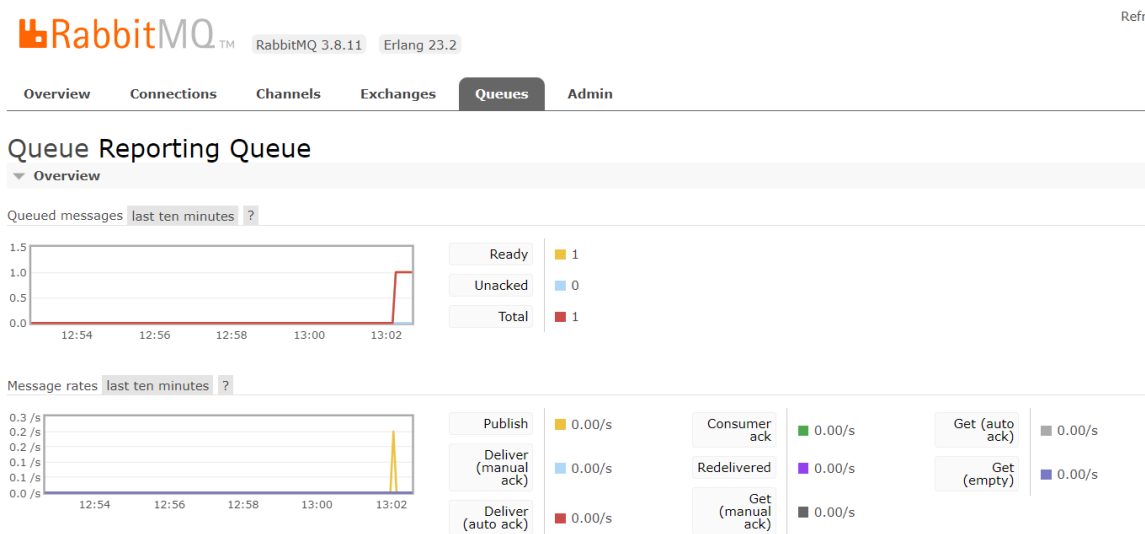 Refr
RabbitMQ TM RabbitMQ 3.8.11 Erlang 23.2
Overview Connections Channels Exchanges Queues Admin
Queue Reporting Queue
Overview
Queued messages last ten minutes ?
1.5
1.0
0.5
0.0
12:54 12:56 12:58 13:00 13:02
Ready 1
Unacked 0
Total 1
Message rates last ten minutes ?
0.3 /s
0.2 /s
0.2 /s
0.1 /s
0.1 /s
0.0 /s
12:54 12:56 12:58 13:00 13:02
Publish 0.00/s
Deliver
(manual
ack) 0.00/s
Deliver
(auto ack) 0.00/s
Consumer
ack 0.00/s
Redelivered 0.00/s
Get
(manual
ack) 0.00/s
Get (auto
ack) 0.00/s
Get
(empty) 0.00/s